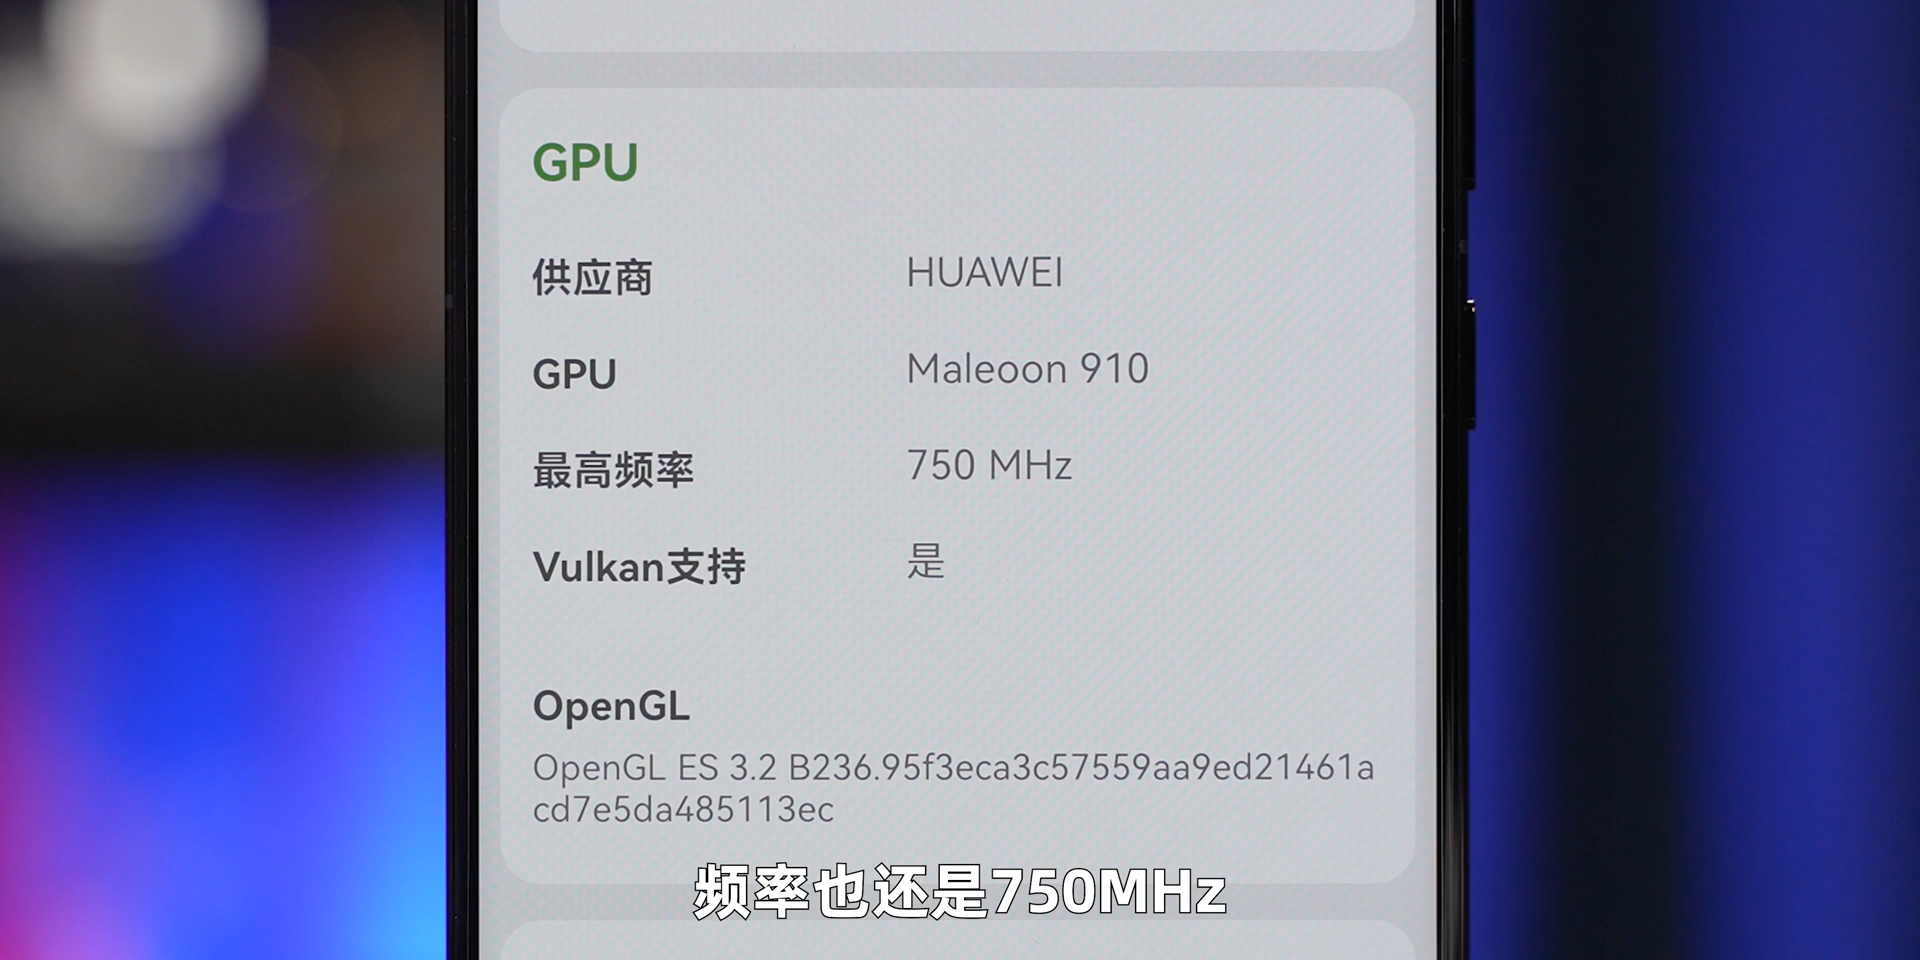 GPU
供应商 HUAWEI
GPU Maleoon 910
最高频率 750 MHz
Vulkan支持 是
OpenGL
OpenGL ES 3.2 B236.95f3eca3c57559aa9ed21461a
cd7e5da485113ec
频率也还是750MHz